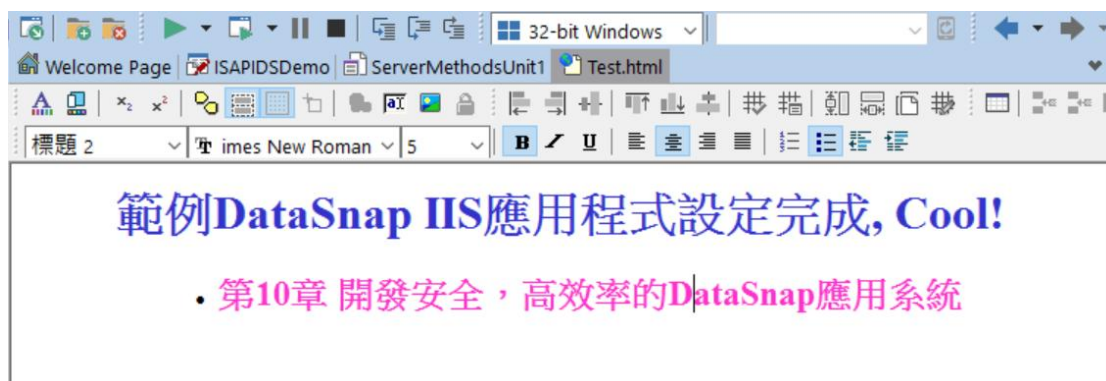 32-bit Windows
Welcome Page ISAPIDSDemo ServerMethodsUnit1 Test.html
標題 2 imes New Roman 5 B I U
範例DataSnap IIS應用程式設定完成, Cool!
• 第10章 開發安全，高效率的DataSnap應用系統